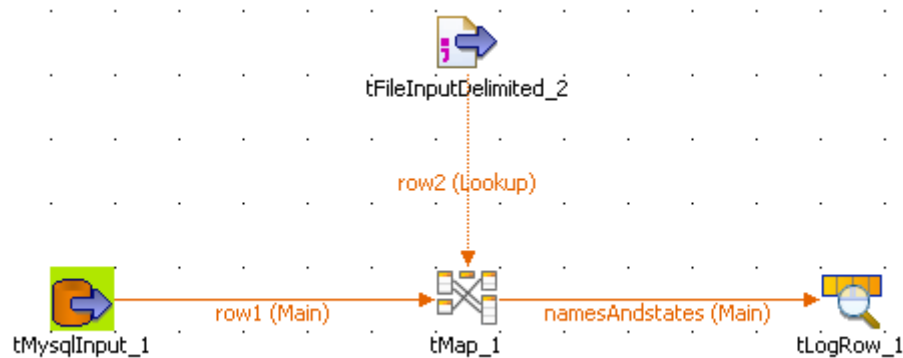 tFileInputDelimited_2
row2 (Lookup)
row1 (Main)
namesAndstates (Main)
tMysqlInput_1
tMap_1
tLogRow_1